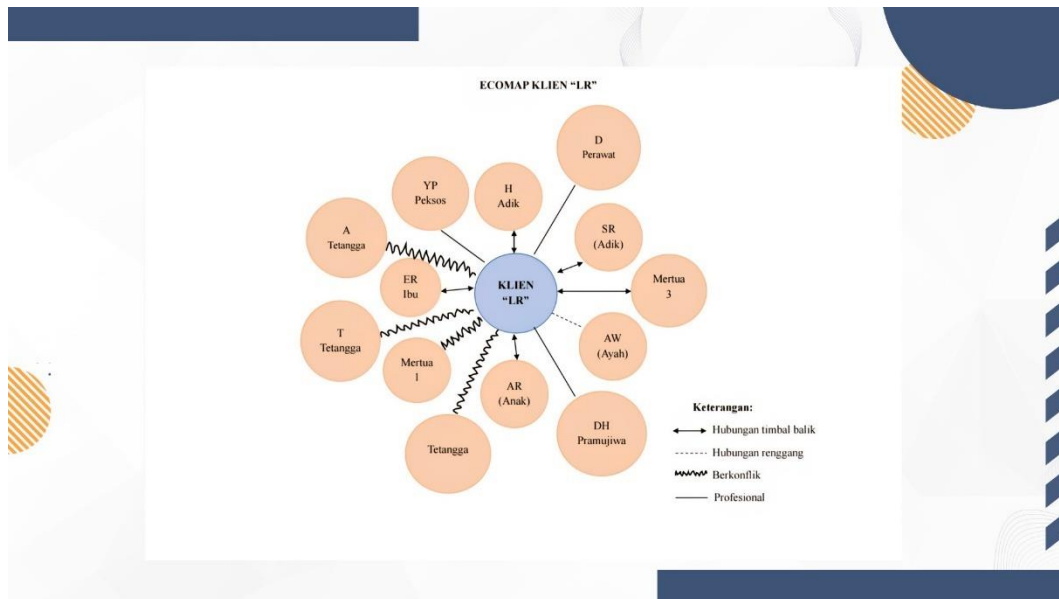 ECOMAP KLIEN “LR”
D
Perawat
YP
Peksos
H
Adik
A
Tetangga
SR
(Adik)
ER
Ibu
KLIEN
“LR”
Mertua
3
T
Tetangga
Mertua
1
AW
(Ayah)
AR
(Anak)
Tetangga
DH
Pramujiwa
Keterangan:
Hubungan timbal balik
Hubungan renggang
Berkonflik
Profesional